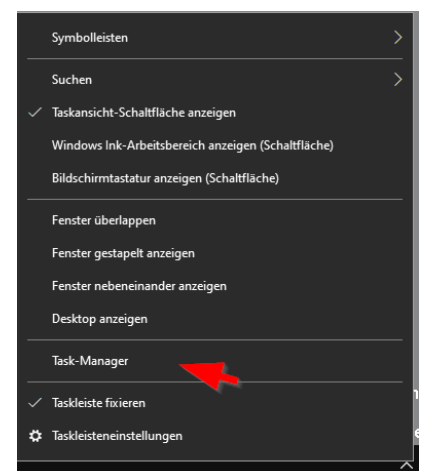 Symbolleisten
Suchen
Taskansicht-Schaltfläche anzeigen
Windows Ink-Arbeitsbereich anzeigen (Schaltfläche)
Bildschirmtastatur anzeigen (Schaltfläche)
Fenster überlappen
Fenster gestapelt anzeigen
Fenster nebeneinander anzeigen
Desktop anzeigen
Task-Manager
Taskleiste fixieren
Taskleisteneinstellungen